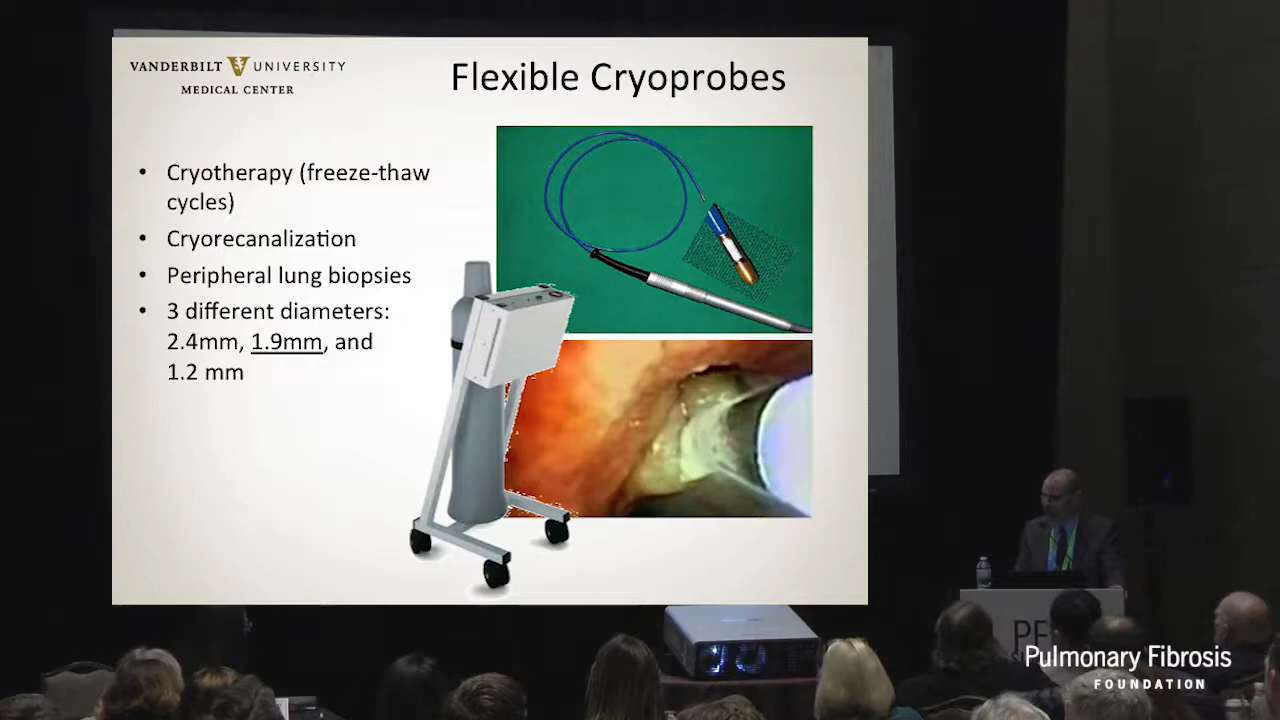 VANDERBILT V UNIVERSITY
MEDICAL CENTER
Flexible Cryoprobes
• Cryotherapy (freeze-thaw
cycles)
• Cryorecanalization
• Peripheral lung biopsies
• 3 different diameters:
2.4mm, 1.9mm, and
1.2 mm
PF
Pulmonary Fibrosis
FOUNDATION